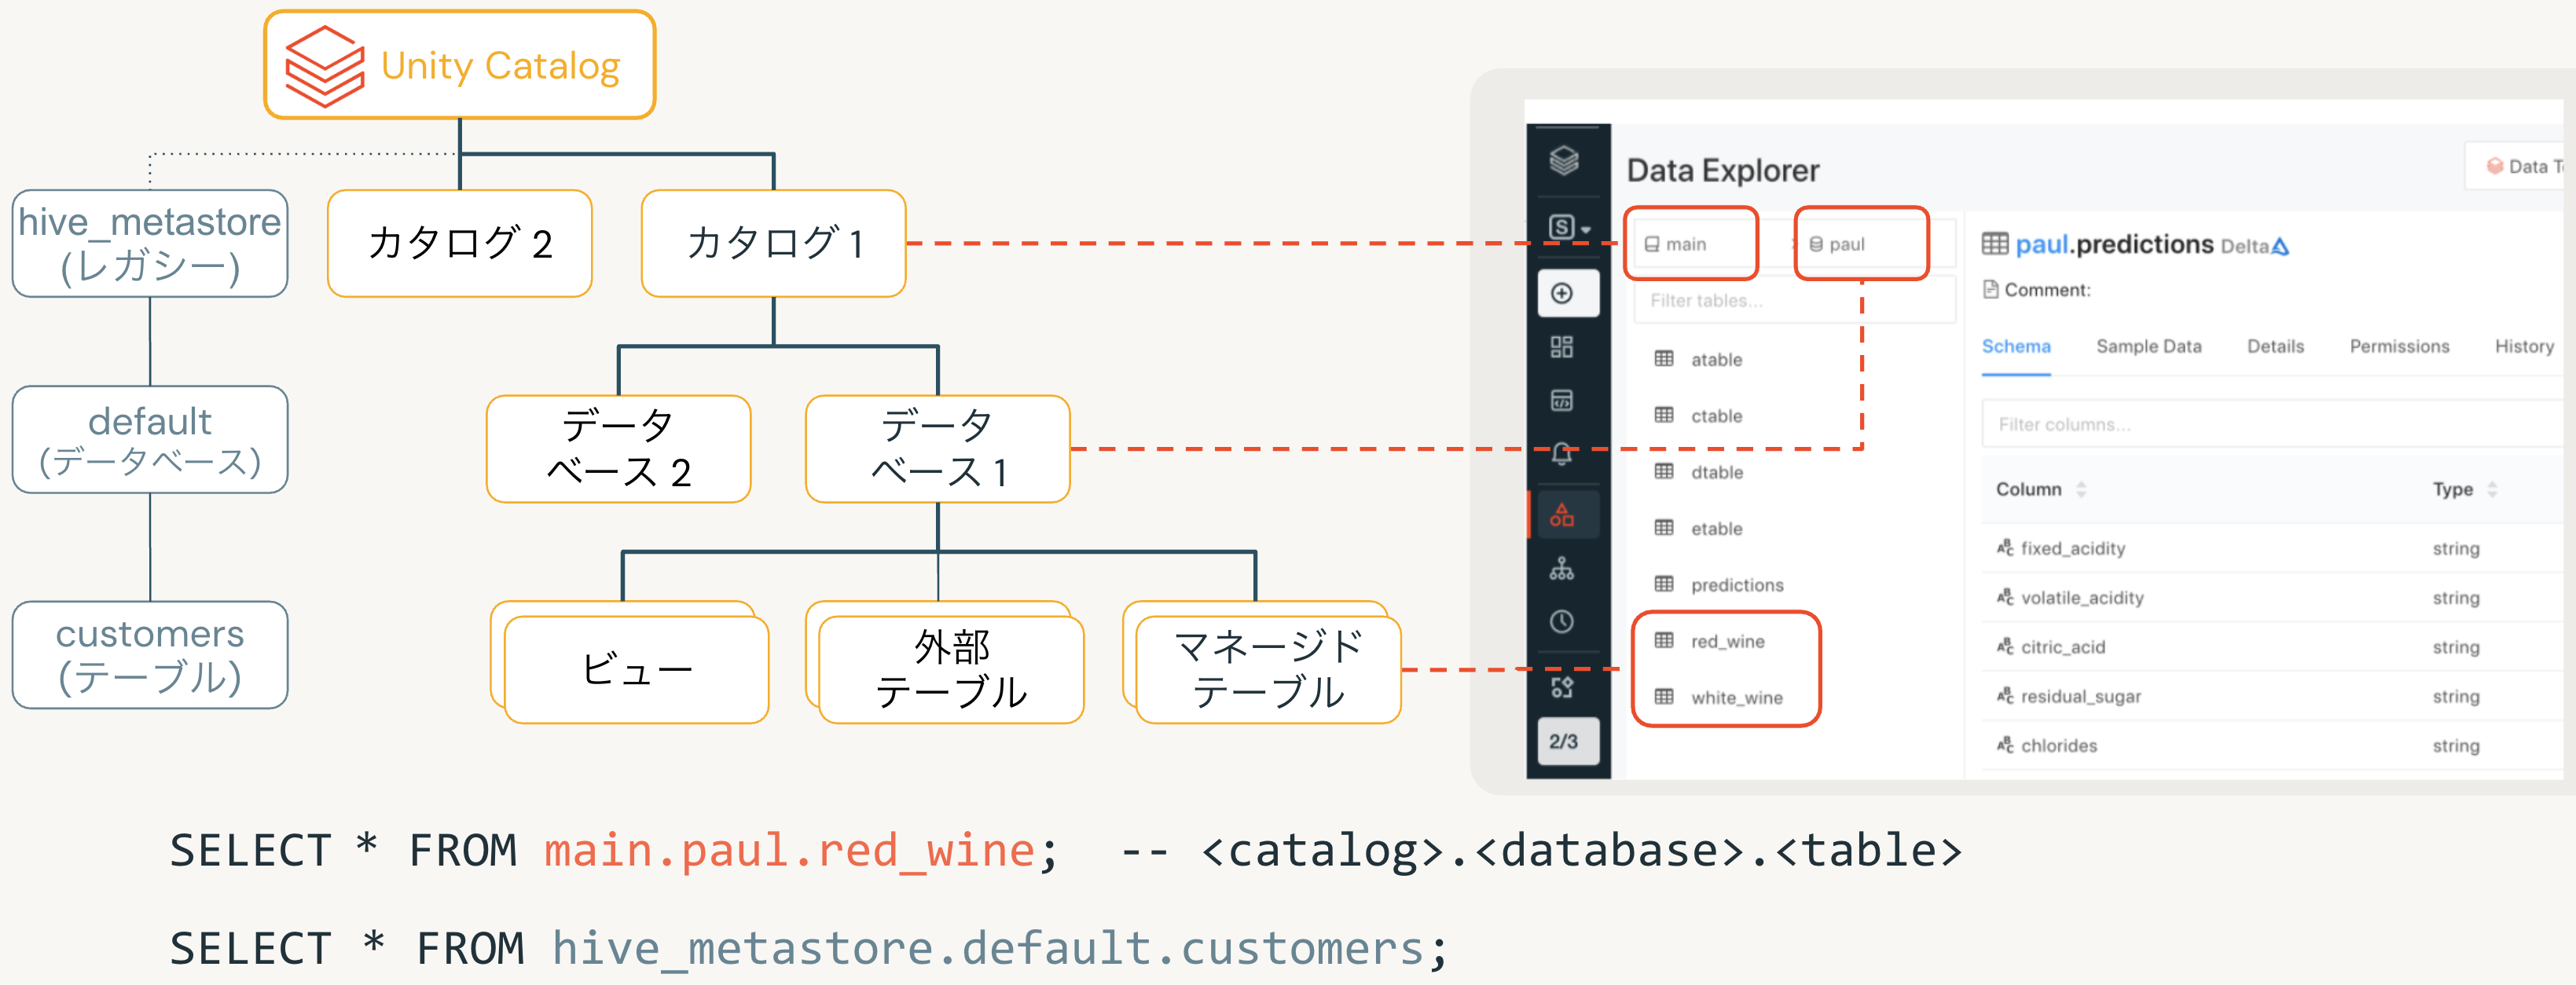 Unity Catalog
hive_metastore
(レガシー)
カタログ 2
カタログ 1
default
(データベース)
データ
ベース 2
データ
ベース 1
customers
(テーブル)
ビュー
外部
テーブル
マネージド
テーブル
Data Explorer
Data T
S
main
paul
Filter tables...
atable
ctable
dtable
etable
predictions
red_wine
white_wine
2/3
paul.predictions Delta
Comment:
Schema Sample Data Details Permissions History
Filter columns...
Column Type
fixed_acidity string
volatile_acidity string
citric_acid string
residual_sugar string
chlorides string
SELECT * FROM main.paul.red_wine; -- <catalog>.<database>.<table>
SELECT * FROM hive_metastore.default.customers;